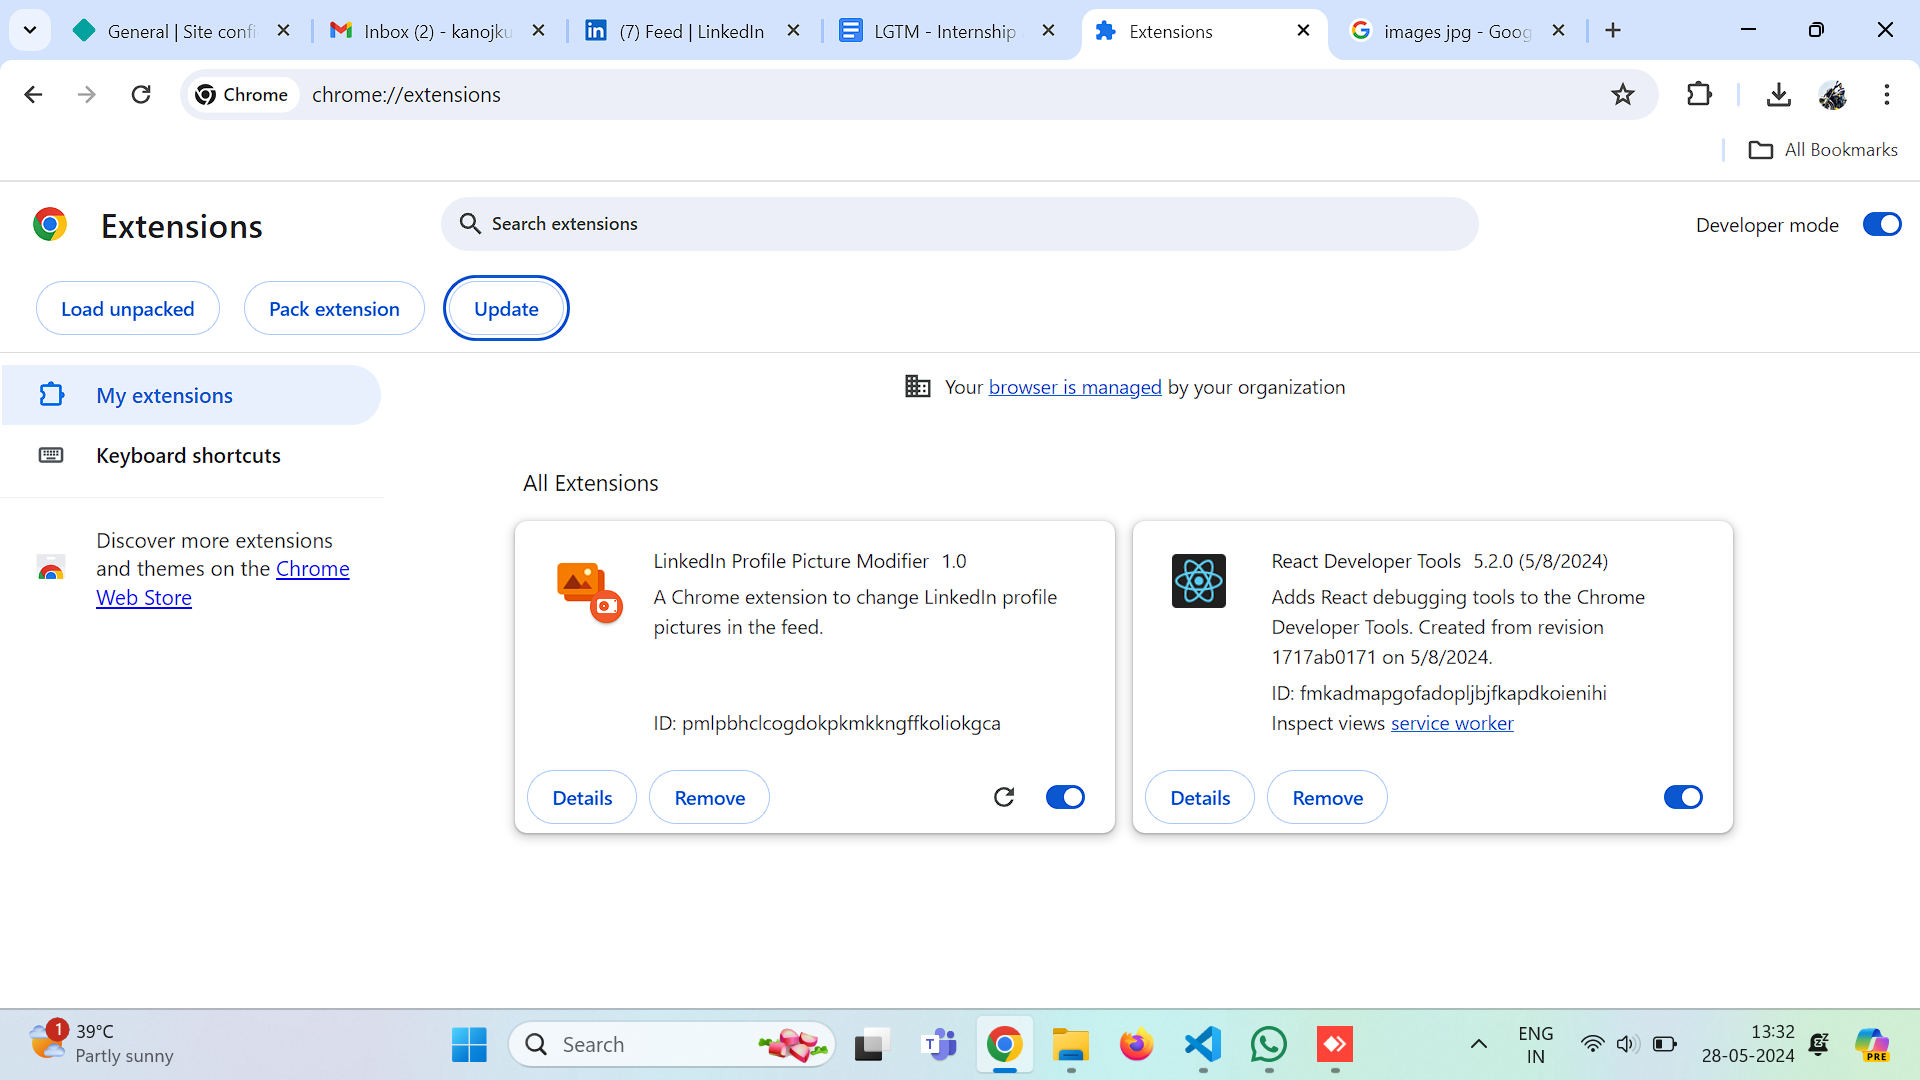 General | Site confi
Inbox (2) - kanojku
(7) Feed | LinkedIn
LGTM - Internship
Extensions
images jpg - Goog
Chrome
chrome://extensions
All Bookmarks
Extensions
Search extensions
Developer mode
Load unpacked
Pack extension
Update
My extensions
Keyboard shortcuts
Discover more extensions
and themes on the Chrome
Web Store
Your browser is managed by your organization
All Extensions
LinkedIn Profile Picture Modifier 1.0
A Chrome extension to change LinkedIn profile
pictures in the feed.
ID: pmlpbhclcogdokpkmkkngffkoliokgca
Details
Remove
React Developer Tools 5.2.0 (5/8/2024)
Adds React debugging tools to the Chrome
Developer Tools. Created from revision
1717ab0171 on 5/8/2024.
ID: fmkadmapgofadopljbjfkapdkoienihi
Inspect views service worker
Details
Remove
1
39°C
Partly sunny
Search
T
ENG
IN
13:32
28-05-2024
PRE